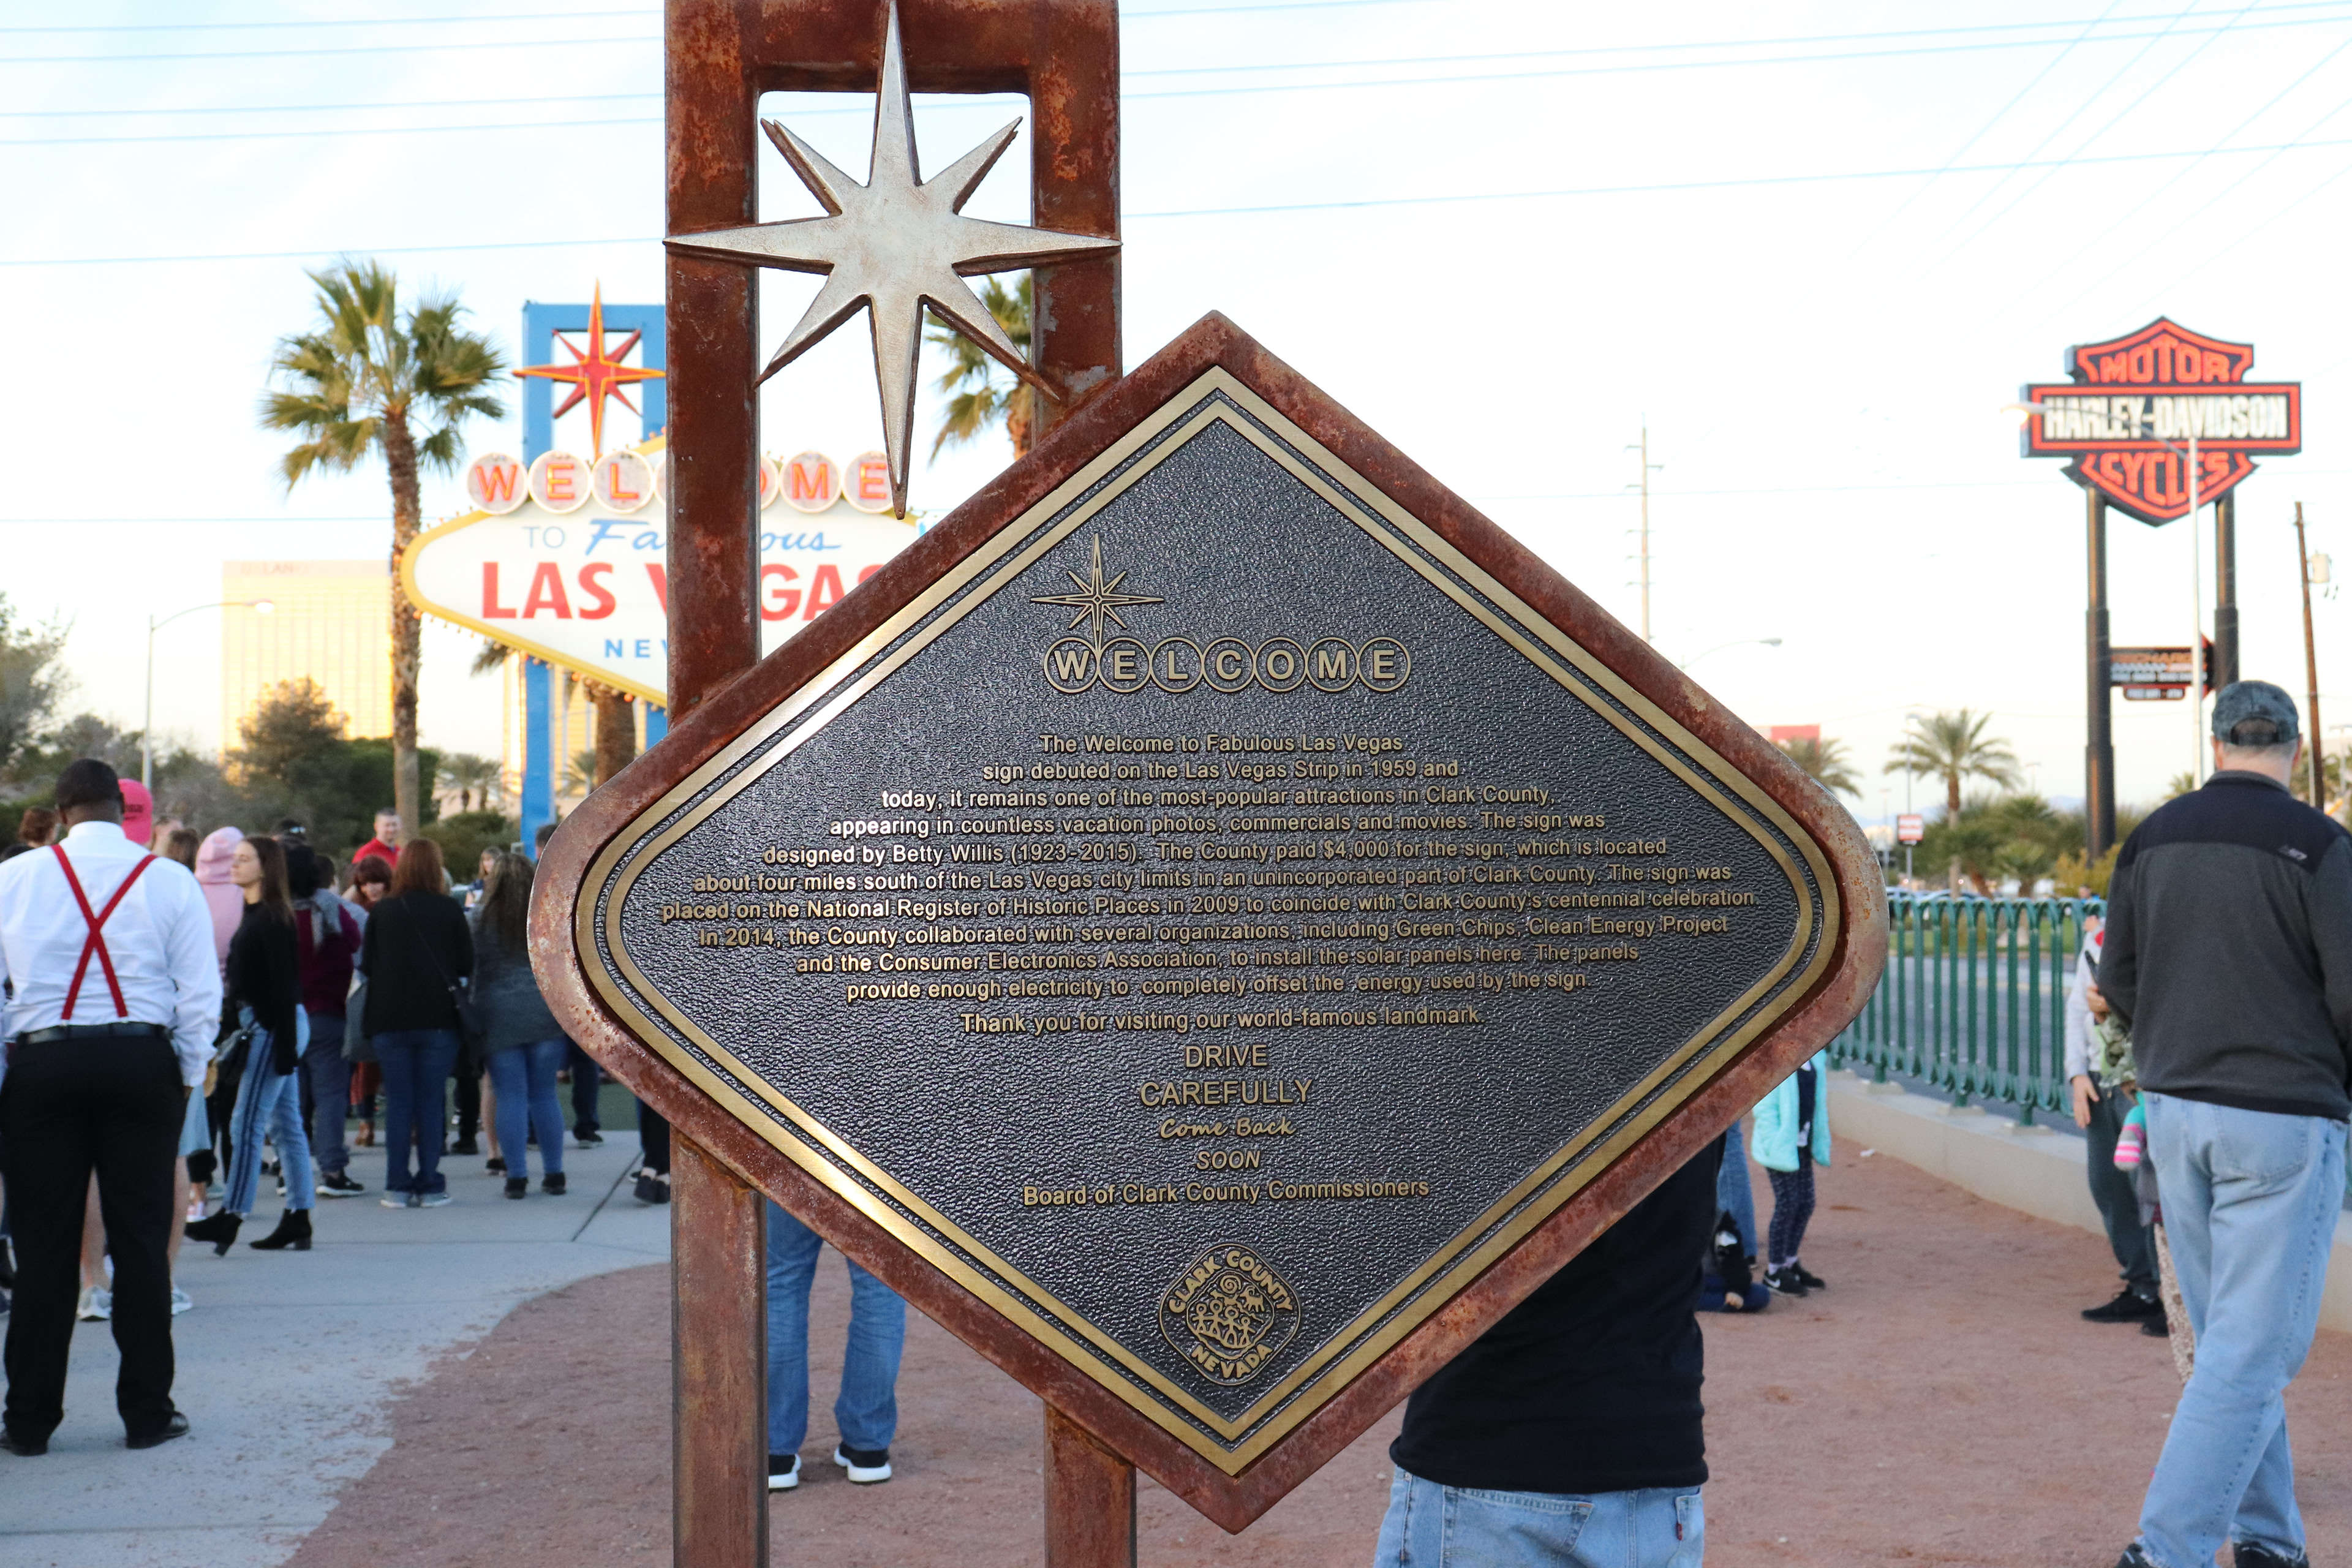 WELCOME
TO Fa ous
LAS V GAS
NEV
MOTOR
HARLEY-DAVIDSON
CYCLES
WELCOME
The Welcome to Fabulous Las Vegas
sign debuted on the Las Vegas Strip in 1959 and
today, it remains one of the most-popular attractions in Clark County,
appearing in countless vacation photos, commercials and movies. The sign was
designed by Betty Willis (1923-2015). The County paid $4,000 for the sign, which is located
about four miles south of the Las Vegas city limits in an unincorporated part of Clark County. The sign was
placed on the National Register of Historic Places in 2009 to coincide with Clark County's centennial celebration.
In 2014, the County collaborated with several organizations, including Green Chips, Clean Energy Project
and the Consumer Electronics Association, to install the solar panels here. The panels
provide enough electricity to completely offset the energy used by the sign.
Thank you for visiting our world-famous landmark.
DRIVE
CAREFULLY
Come Back
SOON
Board of Clark County Commissioners
CLARK COUNTY
NEVADA